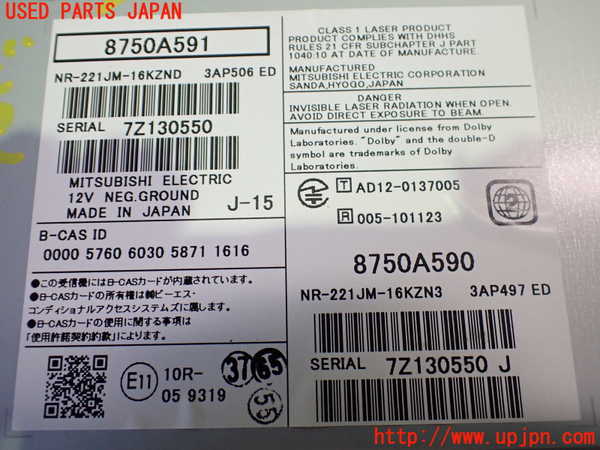 USED PARTS JAPAN
8750A591
NR-221JM-16KZND 3AP506 ED
SERIAL 7Z130550
MITSUBISHI ELECTRIC
12V NEG.GROUND
MADE IN JAPAN J-15
B-CAS ID
0000 5760 6030 5871 1616
●この受信機にはB-CASカードが内蔵されています。
●B-CASカードの所有権は㈱ビーエス・
コンディショナルアクセスシステムズに属します。
●B-CASカードの使用に関する事項は
「使用許諾契約約款」によります。
E11 10R-
05 9319
37 65
55
CLASS 1 LASER PRODUCT
PRODUCT COMPLIES WITH DHHS
RULES 21 CFR SUBCHAPTER J PART
1040:10 AT DATE OF MANUFACTURE.
MANUFACTURED
MITSUBISHI ELECTRIC CORPORATION
SANDA,HYOGO,JAPAN
DANGER
INVISIBLE LASER RADIATION WHEN OPEN.
AVOID DIRECT EXPOSURE TO BEAM.
Manufactured under license from Dolby
Laboratories. "Dolby" and the double-D
symbol are trademarks of Dolby
Laboratories.
T AD12-0137005
R 005-101123
8750A590
NR-221JM-16KZN3 3AP497 ED
SERIAL 7Z130550 J
http://www.upjpn.com